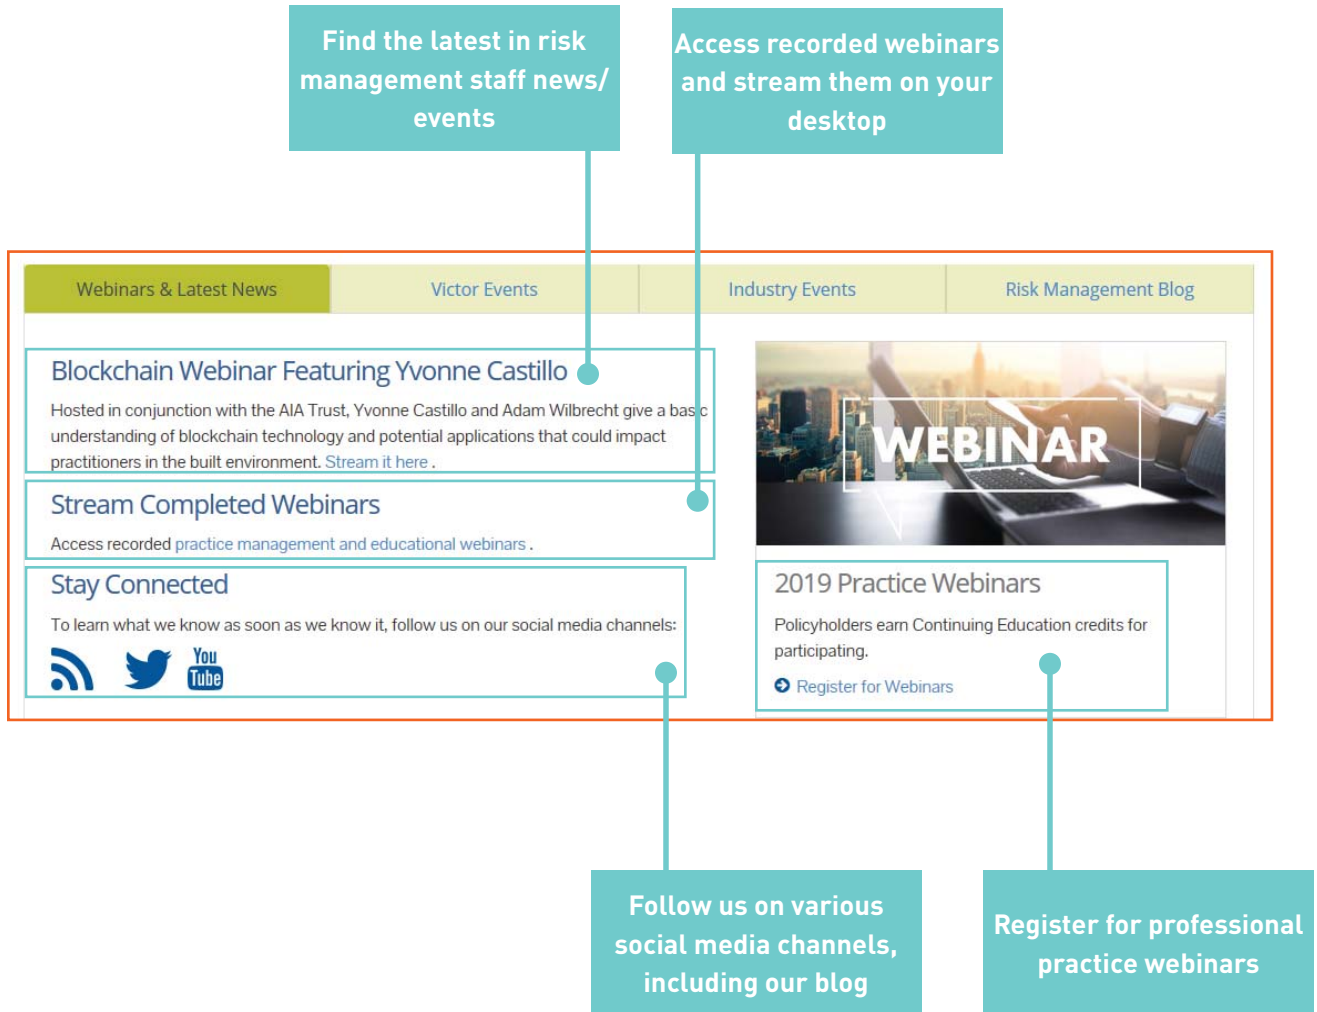 Find the latest in risk
management staff news/
events
Access recorded webinars
and stream them on your
desktop
Webinars & Latest News
Victor Events
Industry Events
Risk Management Blog
Blockchain Webinar Featuring Yvonne Castillo
Hosted in conjunction with the AIA Trust, Yvonne Castillo and Adam Wilbrecht give a basic
understanding of blockchain technology and potential applications that could impact
practitioners in the built environment. Stream it here .
Stream Completed Webinars
Access recorded practice management and educational webinars .
Stay Connected
To learn what we know as soon as we know it, follow us on our social media channels:
You
Tube
WEBINAR
2019 Practice Webinars
Policyholders earn Continuing Education credits for
participating.
Register for Webinars
Follow us on various
social media channels,
including our blog
Register for professional
practice webinars